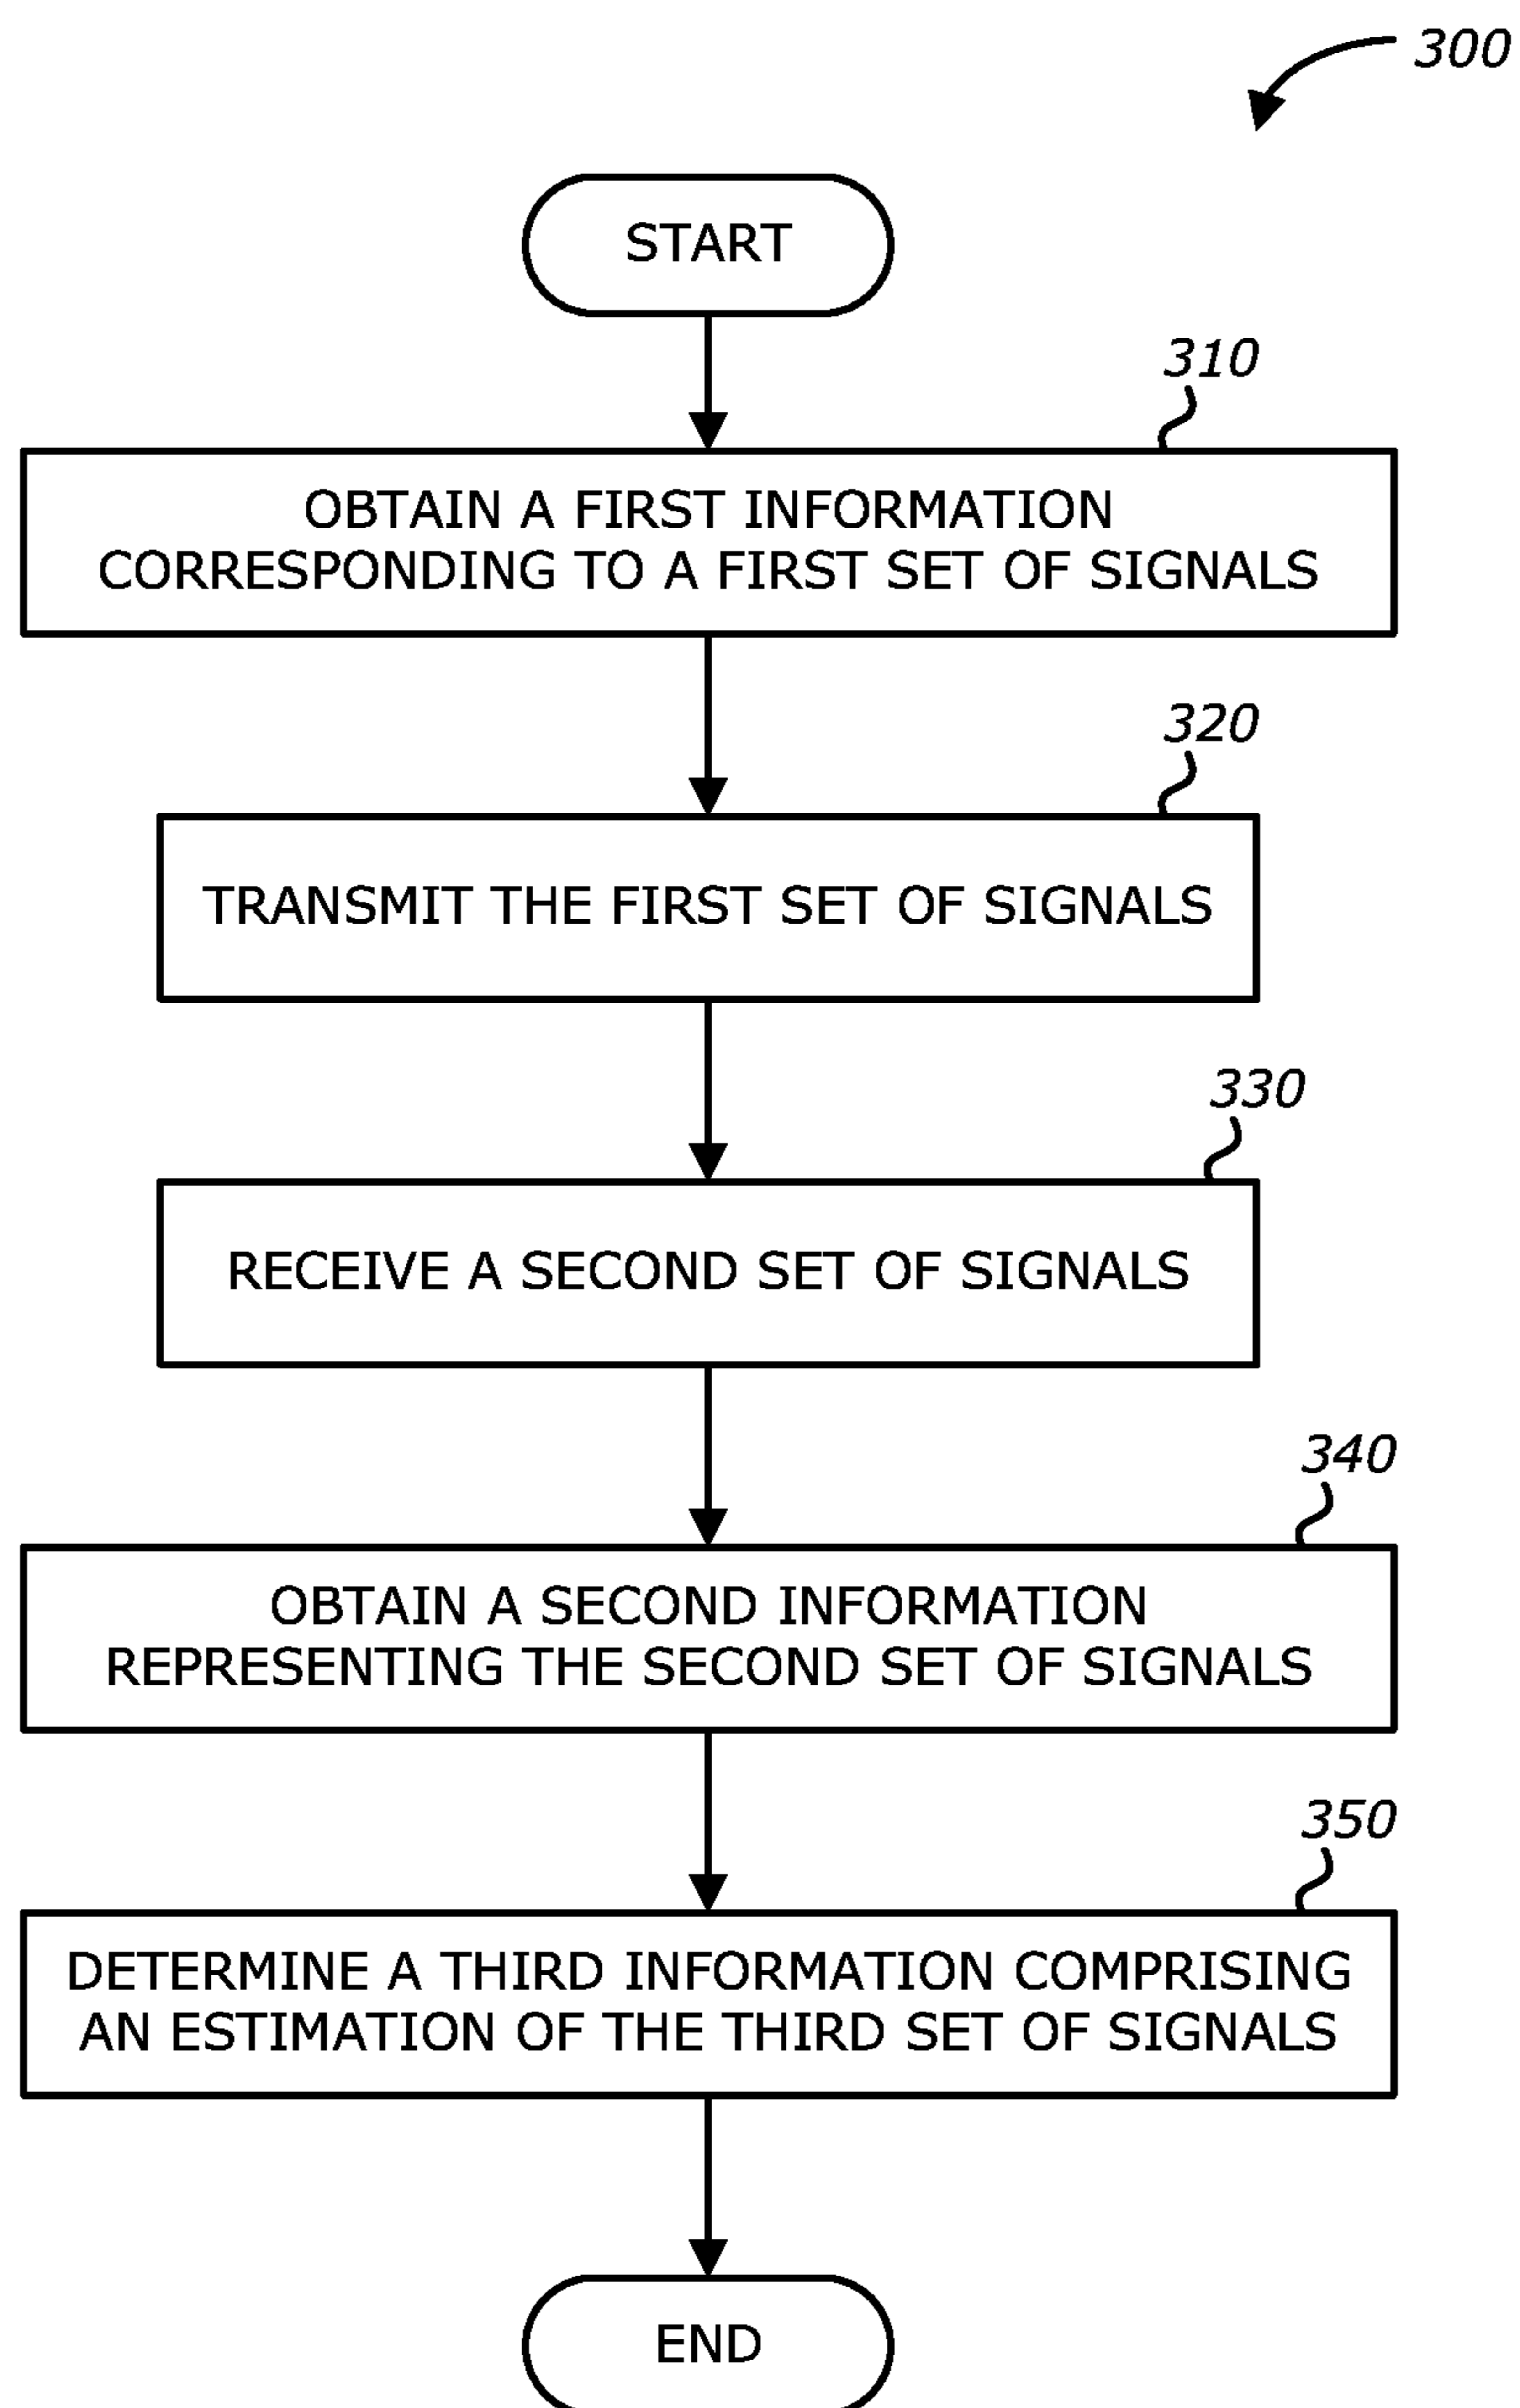 300
START
310
OBTAIN A FIRST INFORMATION
CORRESPONDING TO A FIRST SET OF SIGNALS
320
TRANSMIT THE FIRST SET OF SIGNALS
330
RECEIVE A SECOND SET OF SIGNALS
340
OBTAIN A SECOND INFORMATION
REPRESENTING THE SECOND SET OF SIGNALS
350
DETERMINE A THIRD INFORMATION COMPRISING
AN ESTIMATION OF THE THIRD SET OF SIGNALS
END